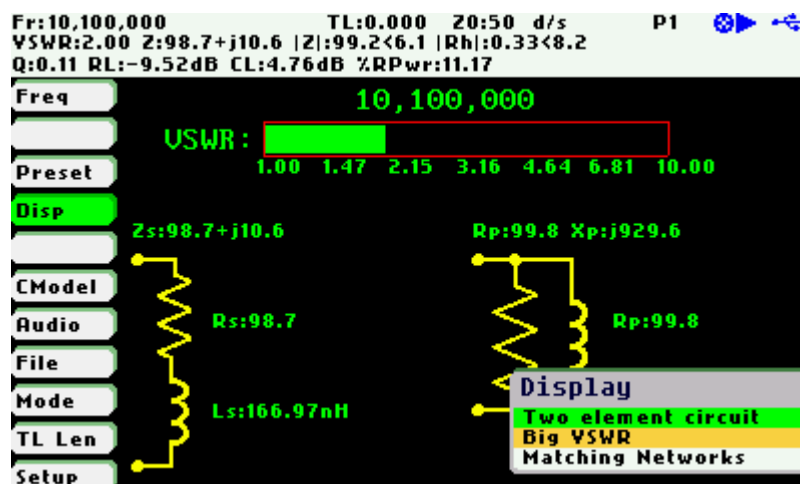 Fr:10,100,000 TL:0.000 Z0:50 d/s P1
VSWR:2.00 Z:98.7+j10.6 |Z|:99.2<6.1 |Rh|:0.33<8.2
Q:0.11 RL:-9.52dB CL:4.76dB %RPwr:11.17
Freq
10,100,000
VSWR:
1.00 1.47 2.15 3.16 4.64 6.81 10.00
Preset
Disp
Zs:98.7+j10.6 Rp:99.8 Xp:j929.6
CModel
Audio
Rs:98.7 Rp:99.8
File
Mode
Ls:166.97nH
TL Len
Setup
Display
Two element circuit
Big VSWR
Matching Networks